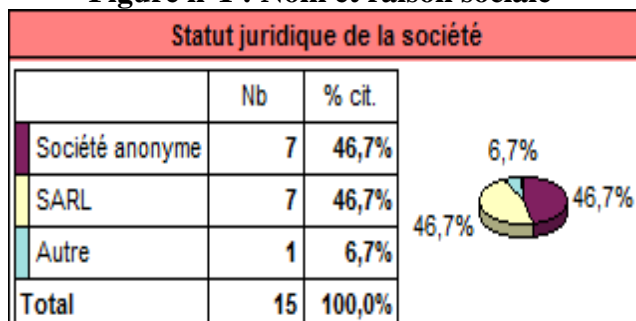 Figure n°1 : Nom et raison sociale
Statut juridique de la société
Nb % cit.
Société anonyme 7 46,7%
SARL 7 46,7%
Autre 1 6,7%
Total 15 100,0%
6,7%
46,7%
46,7%